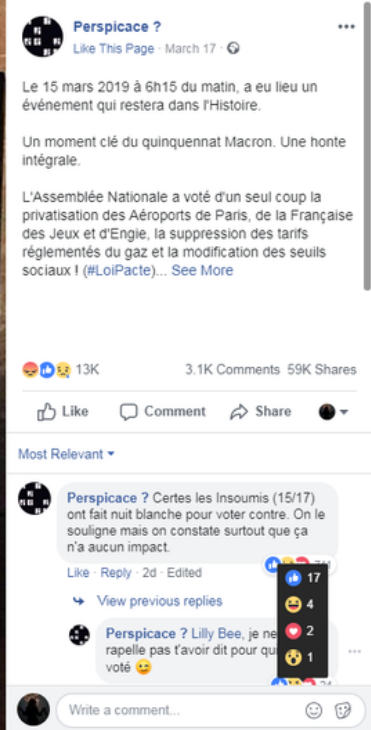 Perspicace ?
Like This Page · March 17 ·
Le 15 mars 2019 à 6h15 du matin, a eu lieu un
événement qui restera dans l'Histoire.
Un moment clé du quinquennat Macron. Une honte
intégrale.
L'Assemblée Nationale a voté d'un seul coup la
privatisation des Aéroports de Paris, de la Française
des Jeux et d'Engie, la suppression des tarifs
réglementés du gaz et la modification des seuils
sociaux ! (#LoiPacte)... See More
13K 3.1K Comments 59K Shares
Like Comment Share
Most Relevant
Perspicace ? Certes les Insoumis (15/17)
ont fait nuit blanche pour voter contre. On le
souligne mais on constate surtout que ça
n'a aucun impact.
Like · Reply · 2d · Edited
17
View previous replies
4
2
Perspicace ? Lilly Bee, je ne
rapelle pas t'avoir dit pour
1
voté
24
Write a comment...